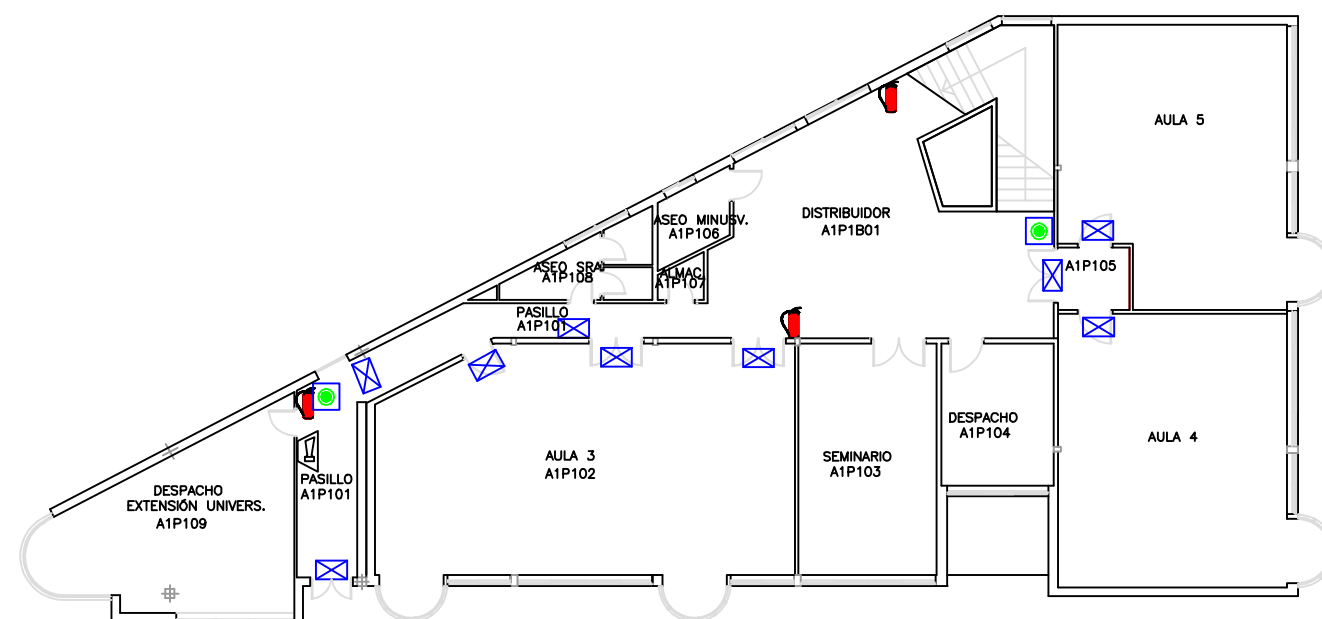 AULA 5
DISTRIBUIDOR
A1P1B01
ASEO MINUSV.
A1P106
ASEO SRA
A1P108
ALMAC.
A1P107
A1P105
PASILLO
A1P101
AULA 3
A1P102
SEMINARIO
A1P103
DESPACHO
A1P104
AULA 4
PASILLO
A1P101
DESPACHO
EXTENSIÓN UNIVERS.
A1P109